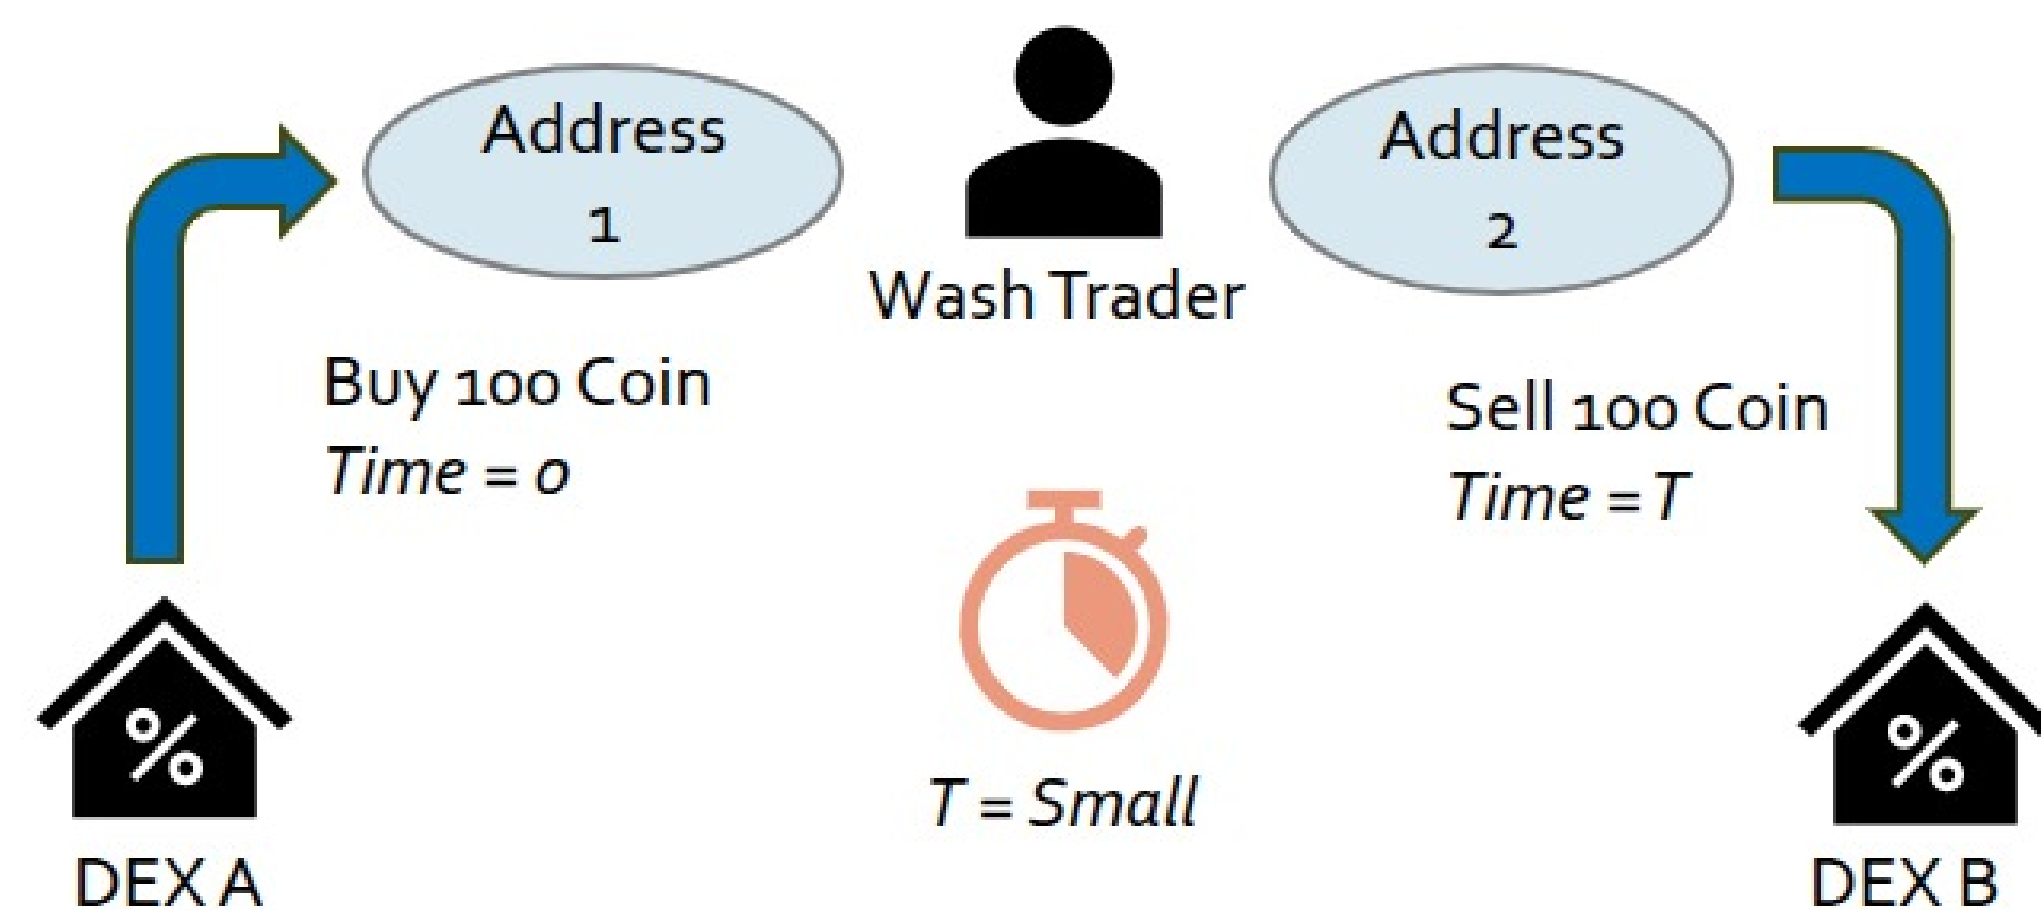 Address
1
Wash Trader
Address
2
Buy 100 Coin
Time = 0
Sell 100 Coin
Time = T
%
%
T = Small
DEX A
DEX B